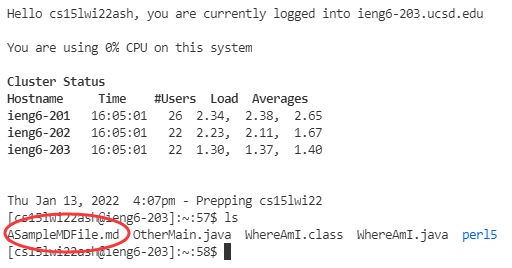 Hello cs15lwi22ash, you are currently logged into ieng6-203.ucsd.edu
You are using 0% CPU on this system
Cluster Status
Hostname     Time    #Users  Load  Averages
ieng6-201   16:05:01   26  2.34,  2.38,  2.65
ieng6-202   16:05:01   22  2.23,  2.11,  1.67
ieng6-203   16:05:01   22  1.30,  1.37,  1.40
Thu Jan 13, 2022  4:07pm - Prepping cs15lwi22
[cs15lwi22ash@ieng6-203]:~:57$ ls
ASampleMDFile.md  OtherMain.java  WhereAmI.class  WhereAmI.java  perl5
[cs15lwi22ash@ieng6-203]:~:58$